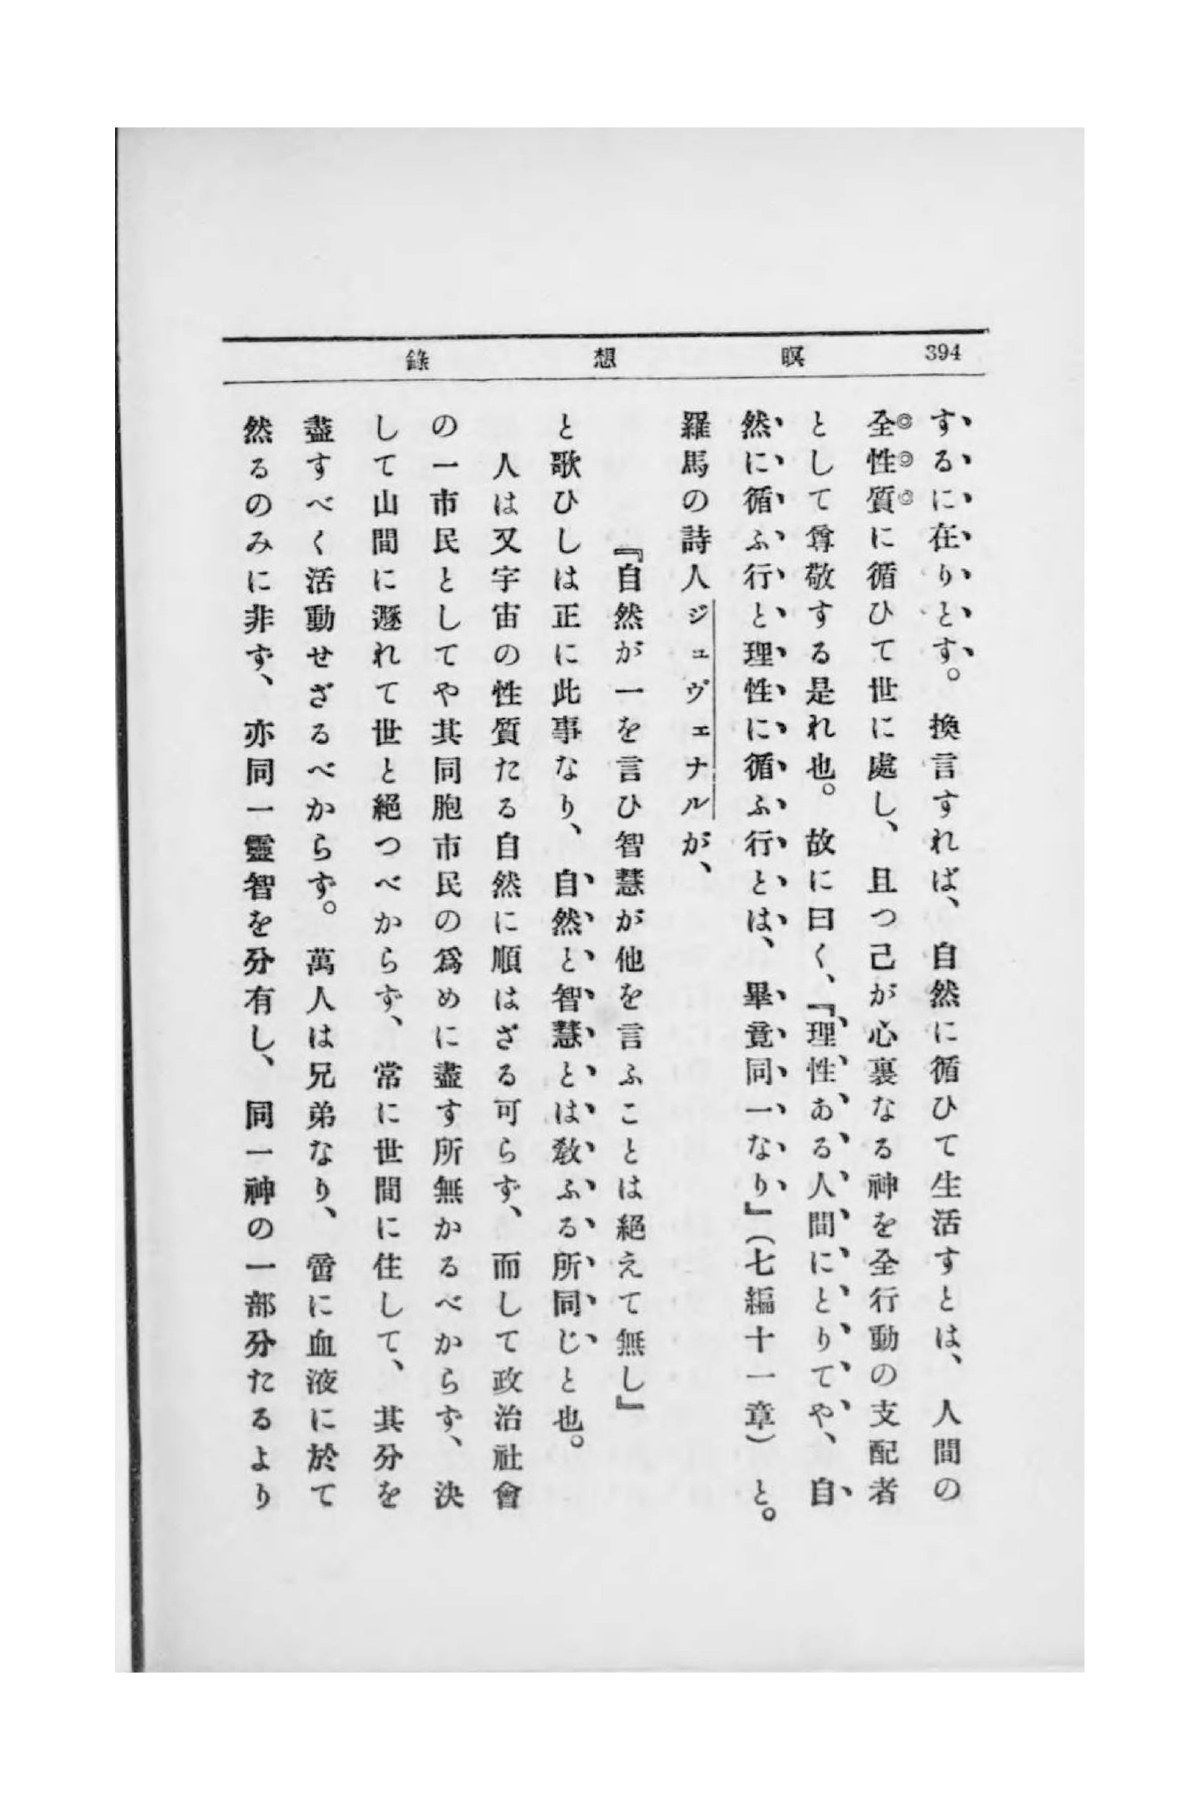 394
瞑想錄
するに在りとす。換言すれば、自然に循ひて生活すとは、人間の
全性質に循ひて世に處し、且つ己が心裏なる神を全行動の支配者
として尊敬する是れ也。故に曰く、『理性ある人間にとりてや、自
然に循ふ行と理性に循ふ行とは、畢竟同一なり』(七編十一章)と。
羅馬の詩人ジュヴェナルが、
『自然が一を言ひ智慧が他を言ふことは絕えて無し』
と歌ひしは正に此事なり、自然と智慧とは敎ふる所同じと也。
人は又宇宙の性質たる自然に順はざる可らず、而して政治社會
の一市民としてや其同胞市民の爲めに盡す所無かるべからず、決
して山間に遯れて世と絕つべからず、常に世間に住して、其分を
盡すべく活動せざるべからず。萬人は兄弟なり、啻に血液に於て
然るのみに非ず、亦同一靈智を分有し、同一神の一部分たるより